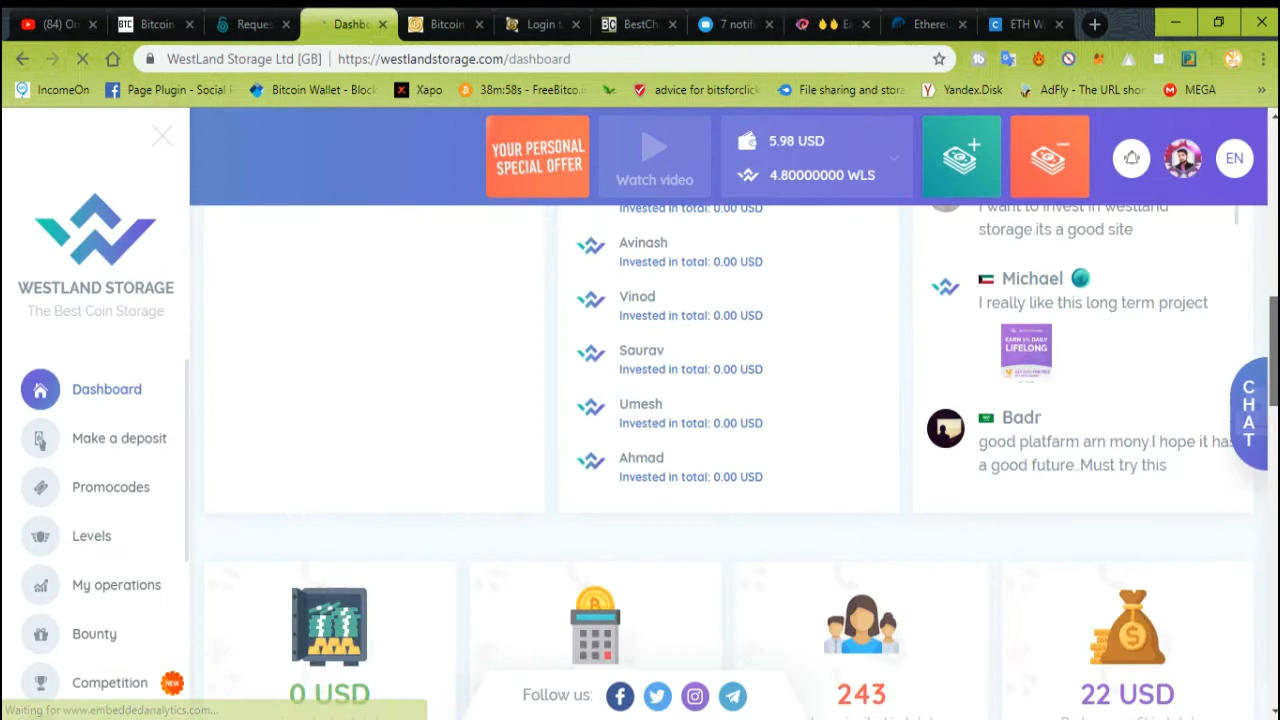 (84) On
Bitcoin
Reques
Dashbo
Bitcoin
Login t
BestCh
7 notifi
Ea
Ethere
ETH W
WestLand Storage Ltd [GB]
https://westlandstorage.com/dashboard
IncomeOn
Page Plugin - Social
Bitcoin Wallet - Block
Xapo
38m:58s - FreeBitco.in
advice for bitsforclick
File sharing and stora
Yandex.Disk
AdFly - The URL shor
MEGA
WESTLAND STORAGE
The Best Coin Storage
Dashboard
Make a deposit
Promocodes
Levels
My operations
Bounty
Competition
NEW
YOUR PERSONAL
SPECIAL OFFER
Watch video
5.98 USD
4.80000000 WLS
EN
Invested in total: 0.00 USD
Avinash
Invested in total: 0.00 USD
Vinod
Invested in total: 0.00 USD
Saurav
Invested in total: 0.00 USD
Umesh
Invested in total: 0.00 USD
Ahmad
Invested in total: 0.00 USD
I want to invest in westland
storage.its a good site
Michael
I really like this long term project
EARN 1% DAILY
LIFELONG
Badr
good platfarm arn mony.I hope it has
a good future..Must try this
CHAT
0 USD
243
22 USD
Follow us:
Waiting for www.embeddedanalytics.com...